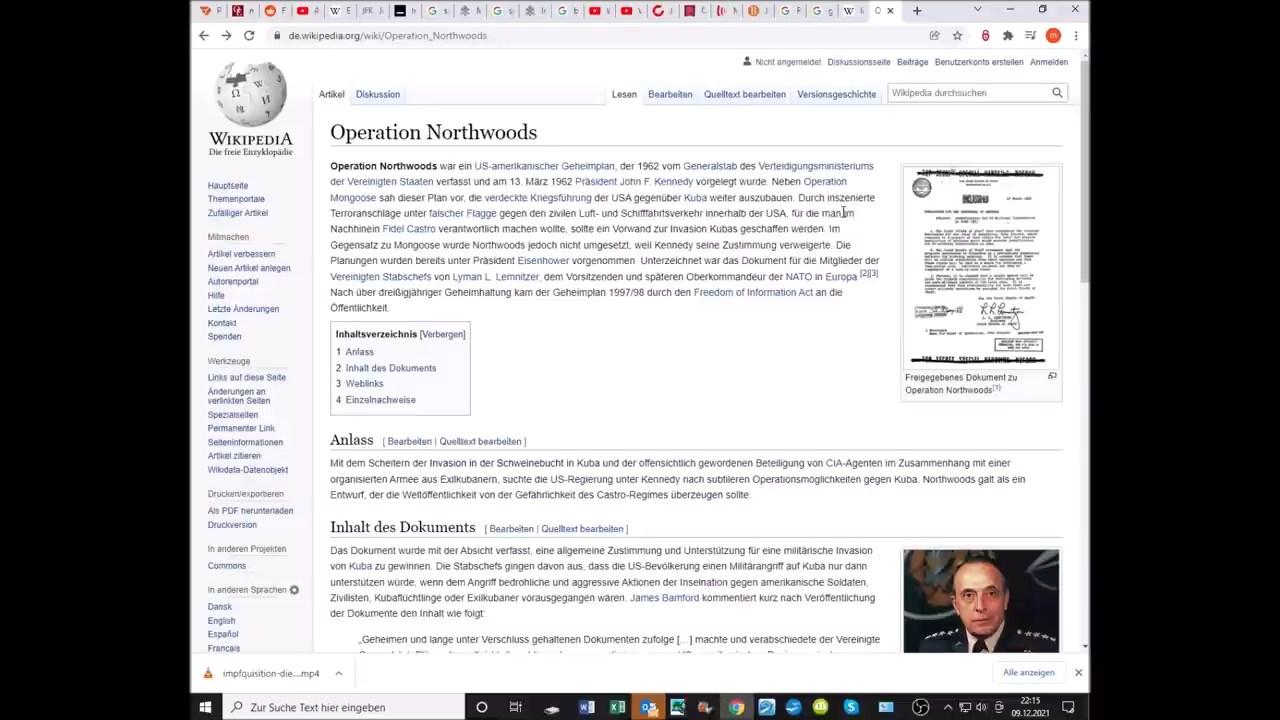 de.wikipedia.org/wiki/Operation_Northwoods
Nicht angemeldet Diskussionsseite Beiträge Benutzerkonto erstellen Anmelden
Artikel Diskussion Lesen Bearbeiten Quelltext bearbeiten Versionsgeschichte Wikipedia durchsuchen
WIKIPEDIA
Die freie Enzyklopädie
Hauptseite
Themenportale
Zufälliger Artikel
Mitmachen
Artikel verbessern
Neuen Artikel anlegen
Autorenportal
Hilfe
Letzte Änderungen
Kontakt
Spenden
Werkzeuge
Links auf diese Seite
Änderungen an
verlinkten Seiten
Spezialseiten
Permanenter Link
Seiteninformationen
Artikel zitieren
Wikidata-Datenobjekt
Drucken/exportieren
Als PDF herunterladen
Druckversion
In anderen Projekten
Commons
In anderen Sprachen
Dansk
English
Español
Français
Operation Northwoods
Operation Northwoods war ein US-amerikanischer Geheimplan, der 1962 vom Generalstab des Verteidigungsministeriums
der Vereinigten Staaten verfasst und am 13. März 1962 Präsident John F. Kennedy vorgelegt wurde. Neben Operation
Mongoose sah dieser Plan vor, die verdeckte Kriegsführung der USA gegenüber Kuba weiter auszubauen. Durch inszenierte
Terroranschläge unter falscher Flagge gegen den zivilen Luft- und Schifffahrtsverkehr innerhalb der USA, für die man im
Nachhinein Fidel Castro verantwortlich machen wollte, sollte ein Vorwand zur Invasion Kubas geschaffen werden. Im
Gegensatz zu Mongoose wurde Northwoods jedoch nicht umgesetzt, weil Kennedy seine Zustimmung verweigerte. Die
Planungen wurden bereits unter Präsident Eisenhower vorgenommen. Unterzeichnet war das Dokument für die Mitglieder der
Vereinigten Stabschefs von Lyman L. Lemnitzer, dem Vorsitzenden und späteren Oberkommandeur der NATO in Europa.[2][3]
Nach über dreißigjähriger Geheimhaltung kam der Geheimplan 1997/98 durch den Freedom of Information Act an die
Öffentlichkeit.
Inhaltsverzeichnis [Verbergen]
1 Anlass
2 Inhalt des Dokuments
3 Weblinks
4 Einzelnachweise
Freigegebenes Dokument zu
Operation Northwoods[1]
Anlass [ Bearbeiten | Quelltext bearbeiten ]
Mit dem Scheitern der Invasion in der Schweinebucht in Kuba und der offensichtlich gewordenen Beteiligung von CIA-Agenten im Zusammenhang mit einer
organisierten Armee aus Exilkubanern, suchte die US-Regierung unter Kennedy nach subtileren Operationsmöglichkeiten gegen Kuba. Northwoods galt als ein
Entwurf, der die Weltöffentlichkeit von der Gefährlichkeit des Castro-Regimes überzeugen sollte.
Inhalt des Dokuments [ Bearbeiten | Quelltext bearbeiten ]
Das Dokument wurde mit der Absicht verfasst, eine allgemeine Zustimmung und Unterstützung für eine militärische Invasion
von Kuba zu gewinnen. Die Stabschefs gingen davon aus, dass die US-Bevölkerung einen Militärangriff auf Kuba nur dann
unterstützen würde, wenn dem Angriff bedrohliche und aggressive Aktionen der Inselnation gegen amerikanische Soldaten,
Zivilisten, Kubaflüchtlinge oder Exilkubaner vorausgegangen wären. James Bamford kommentiert kurz nach Veröffentlichung
der Dokumente den Inhalt wie folgt:
„Geheimen und lange unter Verschluss gehaltenen Dokumenten zufolge [...] machte und verabschiedete der Vereinigte
impfquisition-die....mp4
Alle anzeigen
Zur Suche Text hier eingeben
22:15
09.12.2021